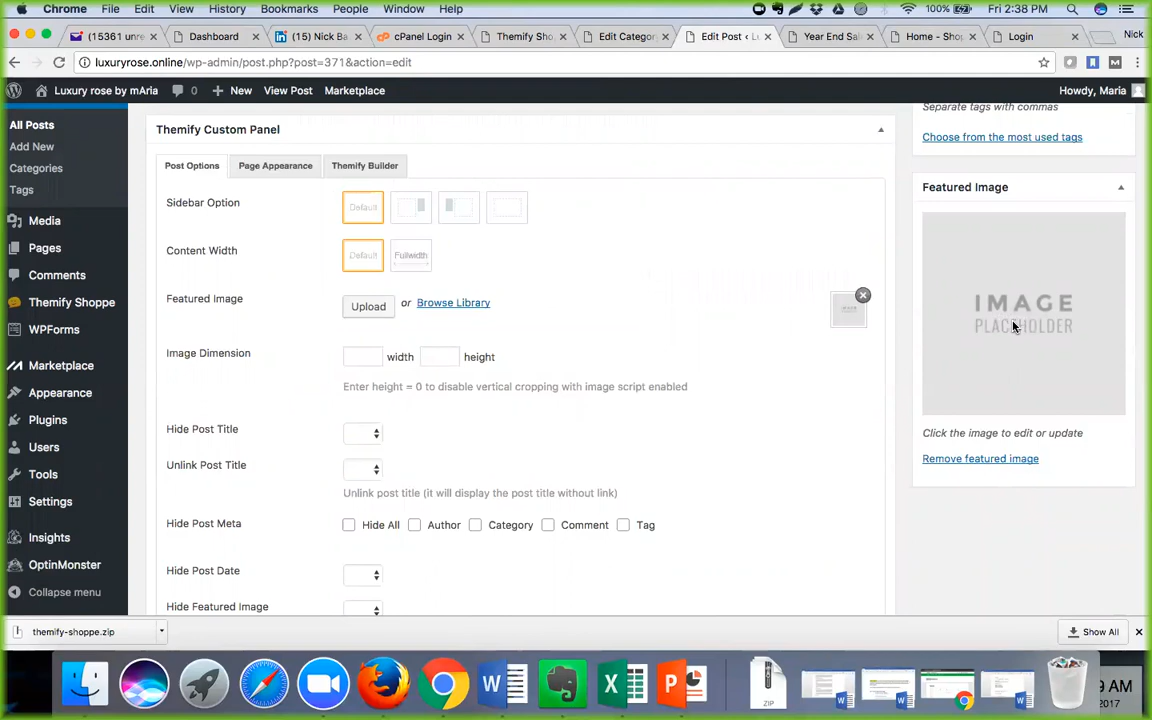 Chrome File Edit View History Bookmarks People Window Help 100% Fri 2:38 PM
(15361 unre Dashboard (15) Nick Ba cPanel Login Themify Sho Edit Categor Edit Post ‹ Lu Year End Sale Home - Shop Login Nick
luxuryrose.online/wp-admin/post.php?post=371&action=edit
Luxury rose by mAria 0 + New View Post Marketplace Howdy, Maria
All Posts
Add New
Categories
Tags
Media
Pages
Comments
Themify Shoppe
WPForms
Marketplace
Appearance
Plugins
Users
Tools
Settings
Insights
OptinMonster
Collapse menu
Themify Custom Panel
Post Options Page Appearance Themify Builder
Sidebar Option Default
Content Width Default Fullwidth
Featured Image Upload or Browse Library
Image Dimension width height
Enter height = 0 to disable vertical cropping with image script enabled
Hide Post Title
Unlink Post Title
Unlink post title (it will display the post title without link)
Hide Post Meta Hide All Author Category Comment Tag
Hide Post Date
Hide Featured Image
Separate tags with commas
Choose from the most used tags
Featured Image
IMAGE
PLACEHOLDER
Click the image to edit or update
Remove featured image
themify-shoppe.zip Show All
ZIP
9 AM
2017